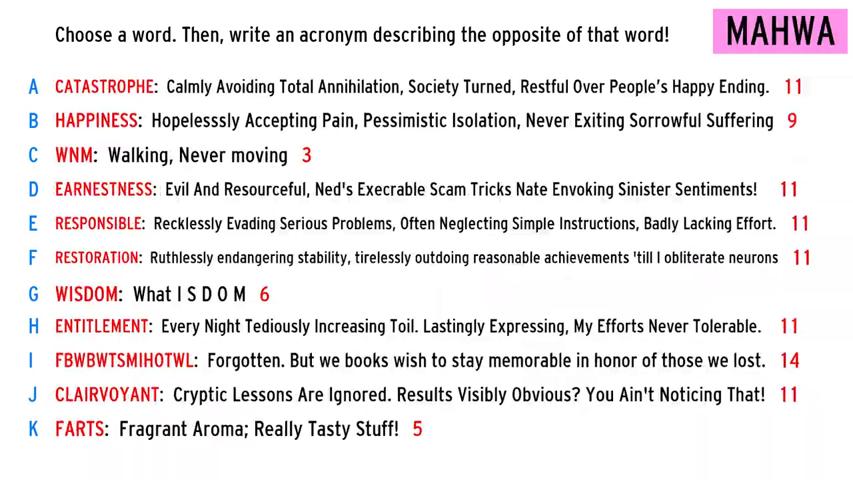 Choose a word. Then, write an acronym describing the opposite of that word!
MAHWA
A CATASTROPHE: Calmly Avoiding Total Annihilation, Society Turned, Restful Over People's Happy Ending. 11
B HAPPINESS: Hopelesssly Accepting Pain, Pessimistic Isolation, Never Exiting Sorrowful Suffering 9
C WNM: Walking, Never moving 3
D EARNESTNESS: Evil And Resourceful, Ned's Execrable Scam Tricks Nate Envoking Sinister Sentiments! 11
E RESPONSIBLE: Recklessly Evading Serious Problems, Often Neglecting Simple Instructions, Badly Lacking Effort. 11
F RESTORATION: Ruthlessly endangering stability, tirelessly outdoing reasonable achievements 'till I obliterate neurons 11
G WISDOM: What I S D O M 6
H ENTITLEMENT: Every Night Tediously Increasing Toil. Lastingly Expressing, My Efforts Never Tolerable. 11
I FBWBWTSMIHOTWL: Forgotten. But we books wish to stay memorable in honor of those we lost. 14
J CLAIRVOYANT: Cryptic Lessons Are Ignored. Results Visibly Obvious? You Ain't Noticing That! 11
K FARTS: Fragrant Aroma; Really Tasty Stuff! 5